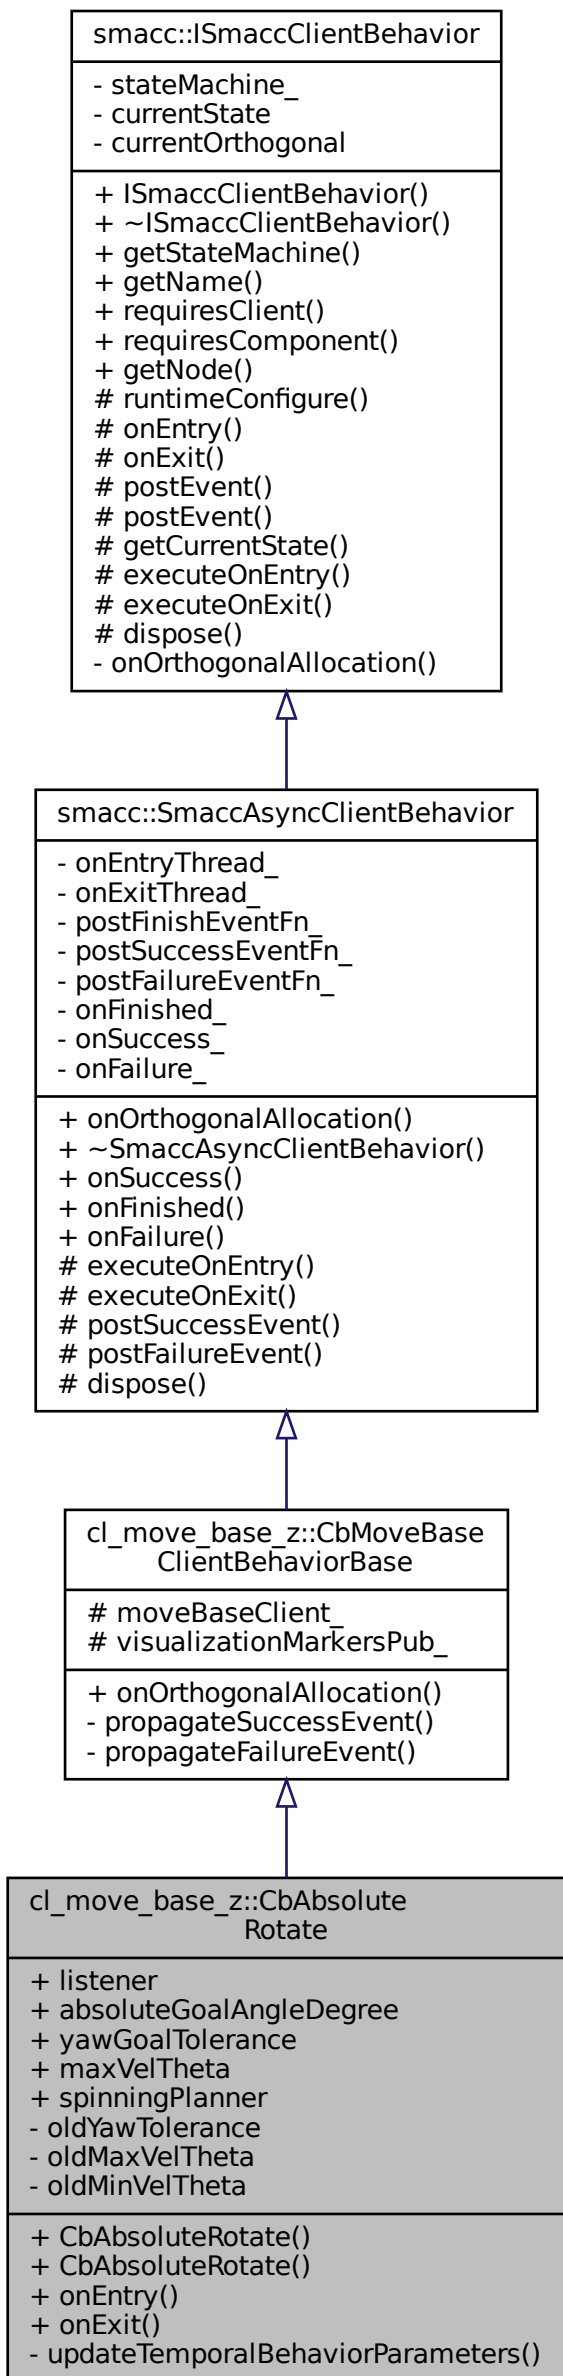 smacc::ISmaccClientBehavior
- stateMachine_
- currentState
- currentOrthogonal
+ ISmaccClientBehavior()
+ ~ISmaccClientBehavior()
+ getStateMachine()
+ getName()
+ requiresClient()
+ requiresComponent()
+ getNode()
# runtimeConfigure()
# onEntry()
# onExit()
# postEvent()
# postEvent()
# getCurrentState()
# executeOnEntry()
# executeOnExit()
# dispose()
- onOrthogonalAllocation()
smacc::SmaccAsyncClientBehavior
- onEntryThread_
- onExitThread_
- postFinishEventFn_
- postSuccessEventFn_
- postFailureEventFn_
- onFinished_
- onSuccess_
- onFailure_
+ onOrthogonalAllocation()
+ ~SmaccAsyncClientBehavior()
+ onSuccess()
+ onFinished()
+ onFailure()
# executeOnEntry()
# executeOnExit()
# postSuccessEvent()
# postFailureEvent()
# dispose()
cl_move_base_z::CbMoveBase
ClientBehaviorBase
# moveBaseClient_
# visualizationMarkersPub_
+ onOrthogonalAllocation()
- propagateSuccessEvent()
- propagateFailureEvent()
cl_move_base_z::CbAbsolute
Rotate
+ listener
+ absoluteGoalAngleDegree
+ yawGoalTolerance
+ maxVelTheta
+ spinningPlanner
- oldYawTolerance
- oldMaxVelTheta
- oldMinVelTheta
+ CbAbsoluteRotate()
+ CbAbsoluteRotate()
+ onEntry()
+ onExit()
- updateTemporalBehaviorParameters()